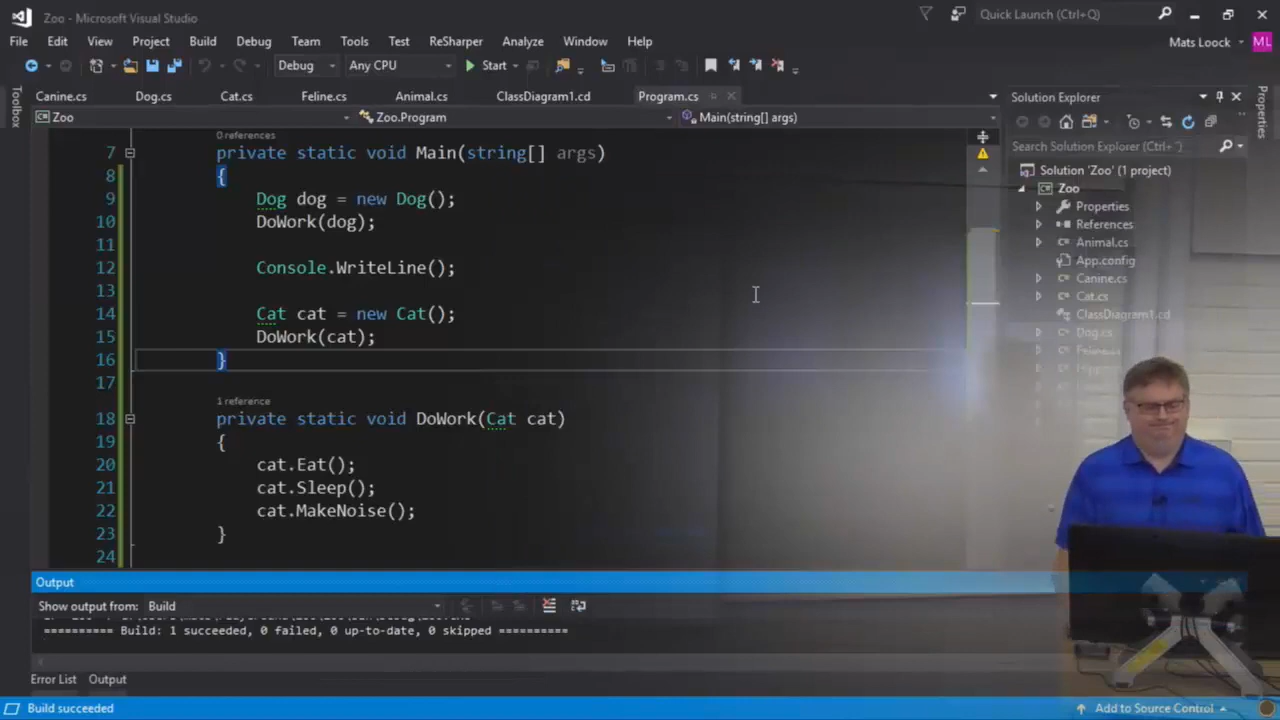 Zoo - Microsoft Visual Studio
Quick Launch (Ctrl+Q)
File Edit View Project Build Debug Team Tools Test ReSharper Analyze Window Help
Mats Loock ML
Debug Any CPU Start
Toolbox
Canine.cs Dog.cs Cat.cs Feline.cs Animal.cs ClassDiagram1.cd Program.cs
Zoo Zoo.Program Main(string[] args)
0 references
7 private static void Main(string[] args)
8 {
9 Dog dog = new Dog();
10 DoWork(dog);
11
12 Console.WriteLine();
13
14 Cat cat = new Cat();
15 DoWork(cat);
16 }
17
1 reference
18 private static void DoWork(Cat cat)
19 {
20 cat.Eat();
21 cat.Sleep();
22 cat.MakeNoise();
23 }
24
Solution Explorer
Properties
Search Solution Explorer (Ctrl+
Solution 'Zoo' (1 project)
Zoo
Properties
References
Animal.cs
App.config
Canine.cs
Cat.cs
ClassDiagram1.cd
Dog.cs
Feline.cs
Output
Show output from: Build
========== Build: 1 succeeded, 0 failed, 0 up-to-date, 0 skipped ==========
Error List Output
Build succeeded
Add to Source Control